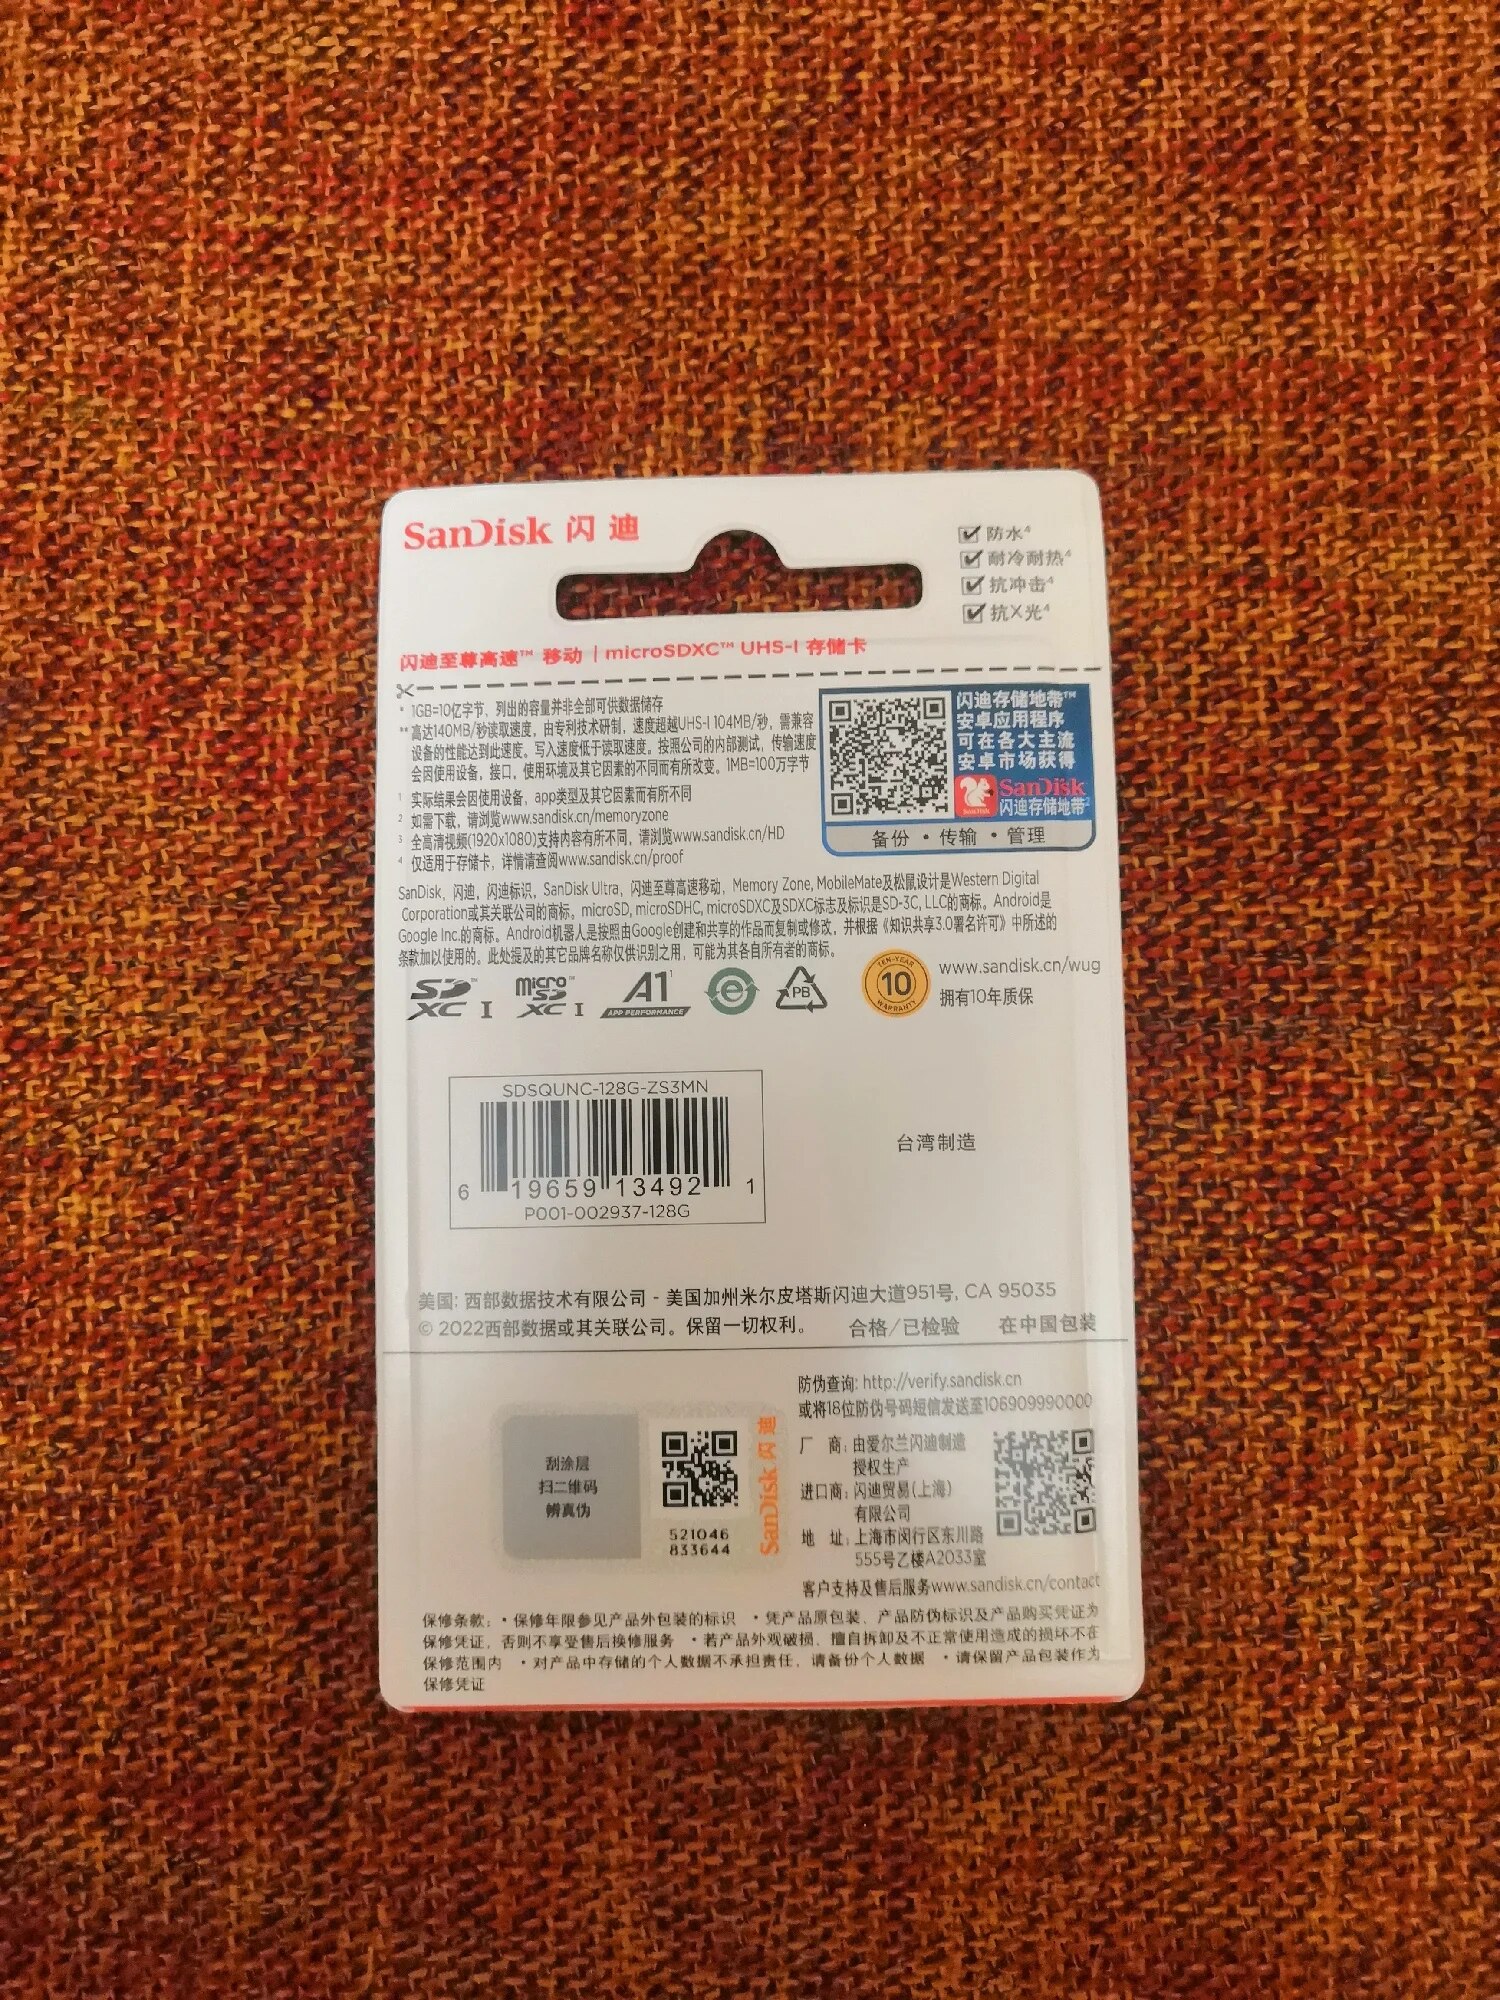 SanDisk 闪迪
防水⁴
耐冷耐热⁴
抗冲击⁴
抗X光⁴
闪迪至尊高速™ 移动 | microSDXC™ UHS-I 存储卡
* 1GB=10亿字节，列出的容量并非全部可供数据储存
** 高达140MB/秒读取速度，由专利技术研制，速度超越UHS-I 104MB/秒，需兼容
设备的性能达到此速度。写入速度低于读取速度。按照公司的内部测试，传输速度
会因使用设备，接口，使用环境及其它因素的不同而有所改变。1MB=100万字节
¹ 实际结果会因使用设备，app类型及其它因素而有所不同
² 如需下载，请浏览www.sandisk.cn/memoryzone
³ 全高清视频(1920x1080)支持内容有所不同，请浏览www.sandisk.cn/HD
⁴ 仅适用于存储卡，详情请查阅www.sandisk.cn/proof
闪迪存储地带™
安卓应用程序
可在各大主流
安卓市场获得
SanDisk
SanDisk
闪迪存储地带²
备份 • 传输 • 管理
SanDisk，闪迪，闪迪标识，SanDisk Ultra，闪迪至尊高速移动，Memory Zone, MobileMate及松鼠设计是Western Digital
Corporation或其关联公司的商标。microSD, microSDHC, microSDXC及SDXC标志及标识是SD-3C, LLC的商标。Android是
Google Inc.的商标。Android机器人是按照由Google创建和共享的作品而复制或修改，并根据《知识共享3.0署名许可》中所述的
条款加以使用的。此处提及的其它品牌名称仅供识别之用，可能为其各自所有者的商标。
SD XC I
micro SD XC I
A1¹
APP PERFORMANCE
e
PB
TEN-YEAR
10
WARRANTY
www.sandisk.cn/wug
拥有10年质保
SDSQUNC-128G-ZS3MN
6 19659 13492 1
P001-002937-128G
台湾制造
美国: 西部数据技术有限公司 - 美国加州米尔皮塔斯闪迪大道951号, CA 95035
© 2022西部数据或其关联公司。保留一切权利。 合格/已检验 在中国包装
防伪查询: http://verify.sandisk.cn
或将18位防伪号码短信发送至106909990000
刮涂层
扫二维码
辨真伪
521046
833644
SanDisk 闪迪
厂 商: 由爱尔兰闪迪制造
授权生产
进口商: 闪迪贸易(上海)
有限公司
地 址: 上海市闵行区东川路
555号乙楼A2033室
客户支持及售后服务www.sandisk.cn/contact
保修条款: • 保修年限参见产品外包装的标识 • 凭产品原包装、产品防伪标识及产品购买凭证为
保修凭证，否则不享受售后换修服务 • 若产品外观破损、擅自拆卸及不正常使用造成的损坏不在
保修范围内 • 对产品中存储的个人数据不承担责任，请备份个人数据 • 请保留产品包装作为
保修凭证